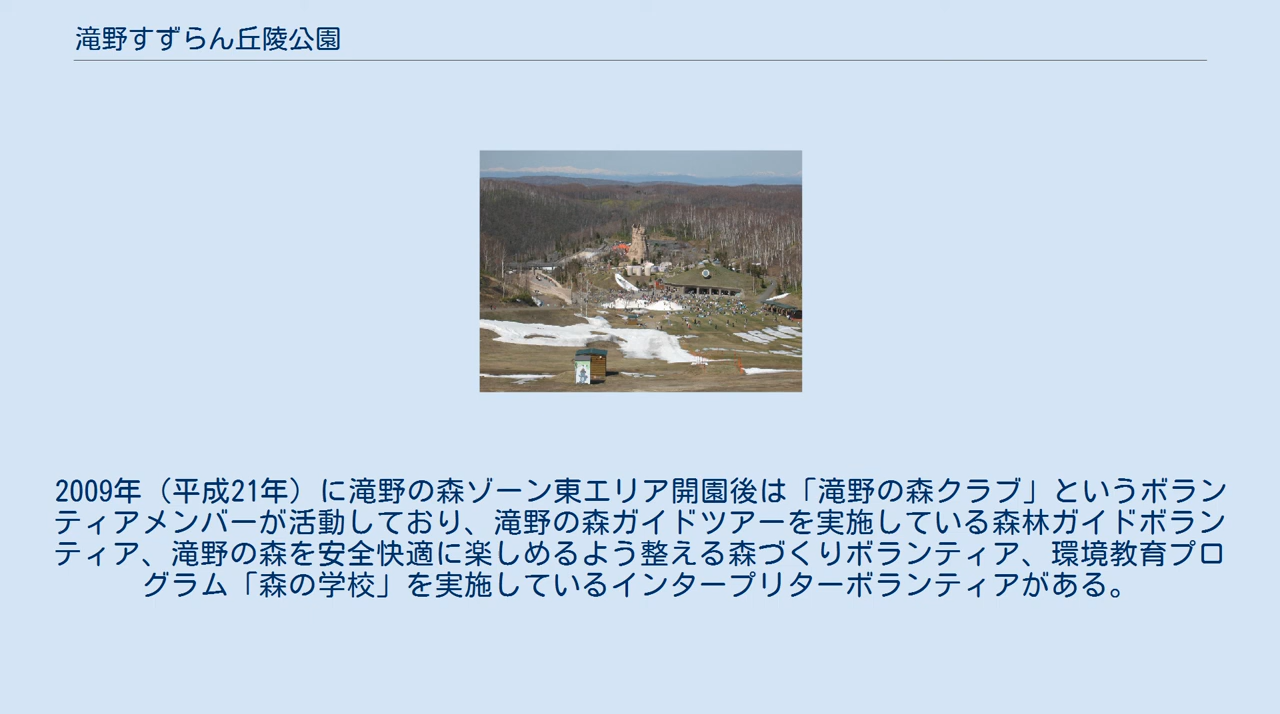 滝野すずらん丘陵公園
2009年（平成21年）に滝野の森ゾーン東エリア開園後は「滝野の森クラブ」というボラン
ティアメンバーが活動しており、滝野の森ガイドツアーを実施している森林ガイドボラン
ティア、滝野の森を安全快適に楽しめるよう整える森づくりボランティア、環境教育プロ
グラム「森の学校」を実施しているインタープリターボランティアがある。